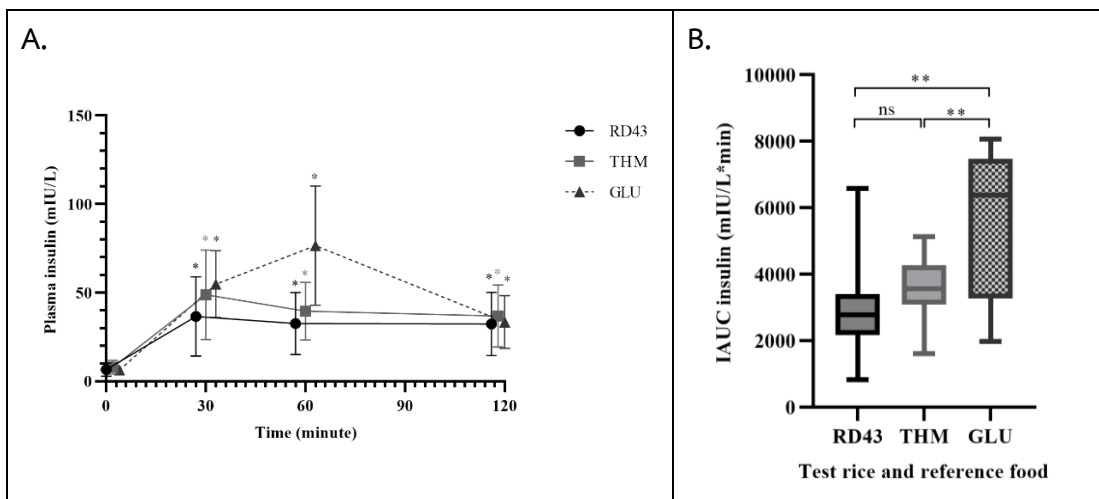 A.
150
100
50
0
Plasma insulin (mIU/L)
* * *
*
*
* * *
0 30 60 90 120
Time (minute)
RD43
THM
GLU
B.
10000
8000
6000
4000
2000
0
IAUC insulin (mIU/L*min)
**
ns **
RD43 THM GLU
Test rice and reference food